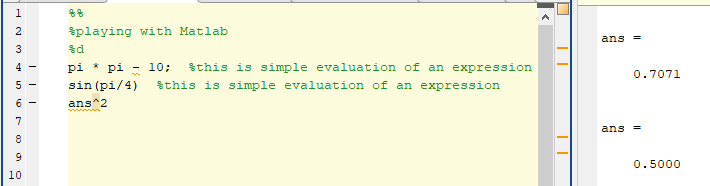 1 %%
2 %playing with Matlab
3 %d
4 – pi * pi - 10; %this is simple evaluation of an expression
5 – sin(pi/4) %this is simple evaluation of an expression
6 – ans^2
7
8
9
10
ans =
0.7071
ans =
0.5000